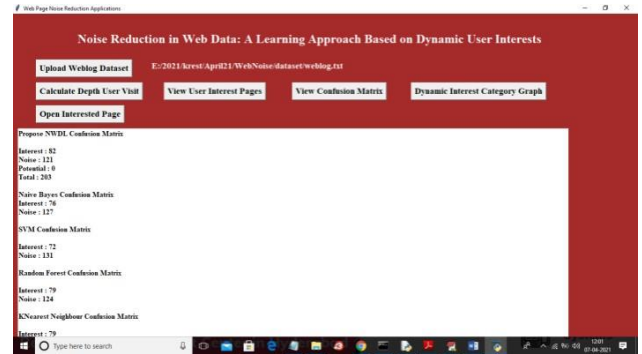 Web Page Noise Reduction Applications
Noise Reduction in Web Data: A Learning Approach Based on Dynamic User Interests
Upload Weblog Dataset
E:/2021/krest/April21/WebNoise/dataset/weblog.txt
Calculate Depth User Visit
View User Interest Pages
View Confusion Matrix
Dynamic Interest Category Graph
Open Interested Page
Propose NWDL Confusion Matrix
Interest : 82
Noise : 121
Potential : 0
Total : 203
Naive Bayes Confusion Matrix
Interest : 76
Noise : 127
SVM Confusion Matrix
Interest : 72
Noise : 131
Random Forest Confusion Matrix
Interest : 79
Noise : 124
KNearest Neighbour Confusion Matrix
Interest : 79
Type here to search
12:01
07-04-2021